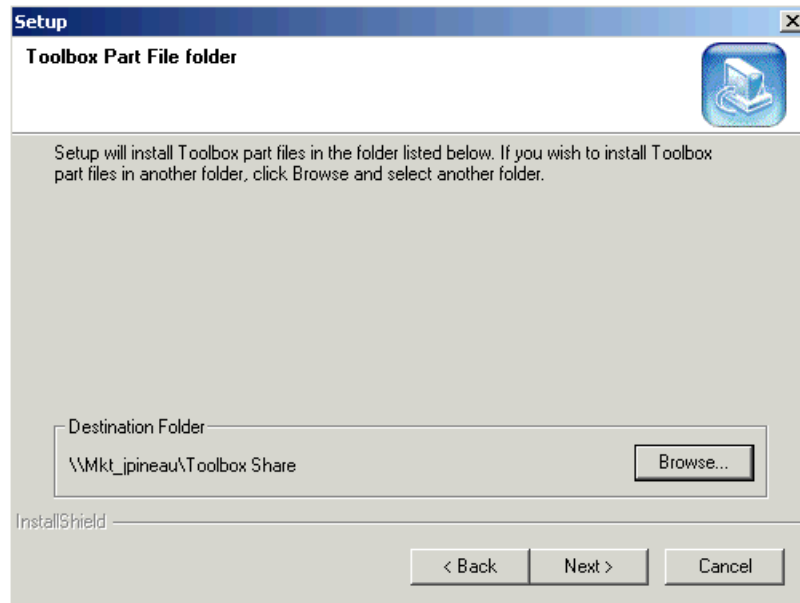 Setup
Toolbox Part File folder
Setup will install Toolbox part files in the folder listed below. If you wish to install Toolbox
part files in another folder, click Browse and select another folder.
Destination Folder
\\Mkt_jpineau\Toolbox Share
Browse...
InstallShield
< Back
Next >
Cancel